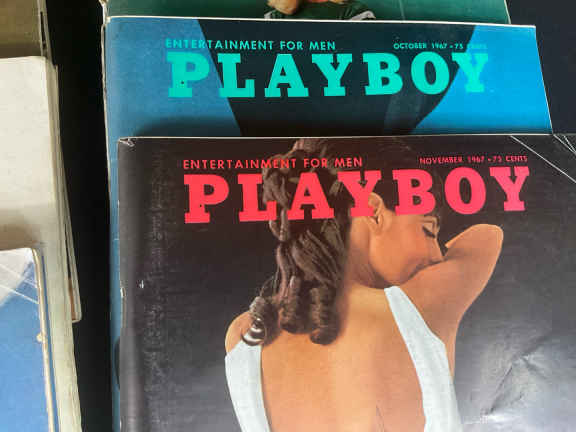 ENTERTAINMENT FOR MEN OCTOBER 1967 • 75 CENTS
PLAYBOY
ENTERTAINMENT FOR MEN NOVEMBER 1967 • 75 CENTS
PLAYBOY